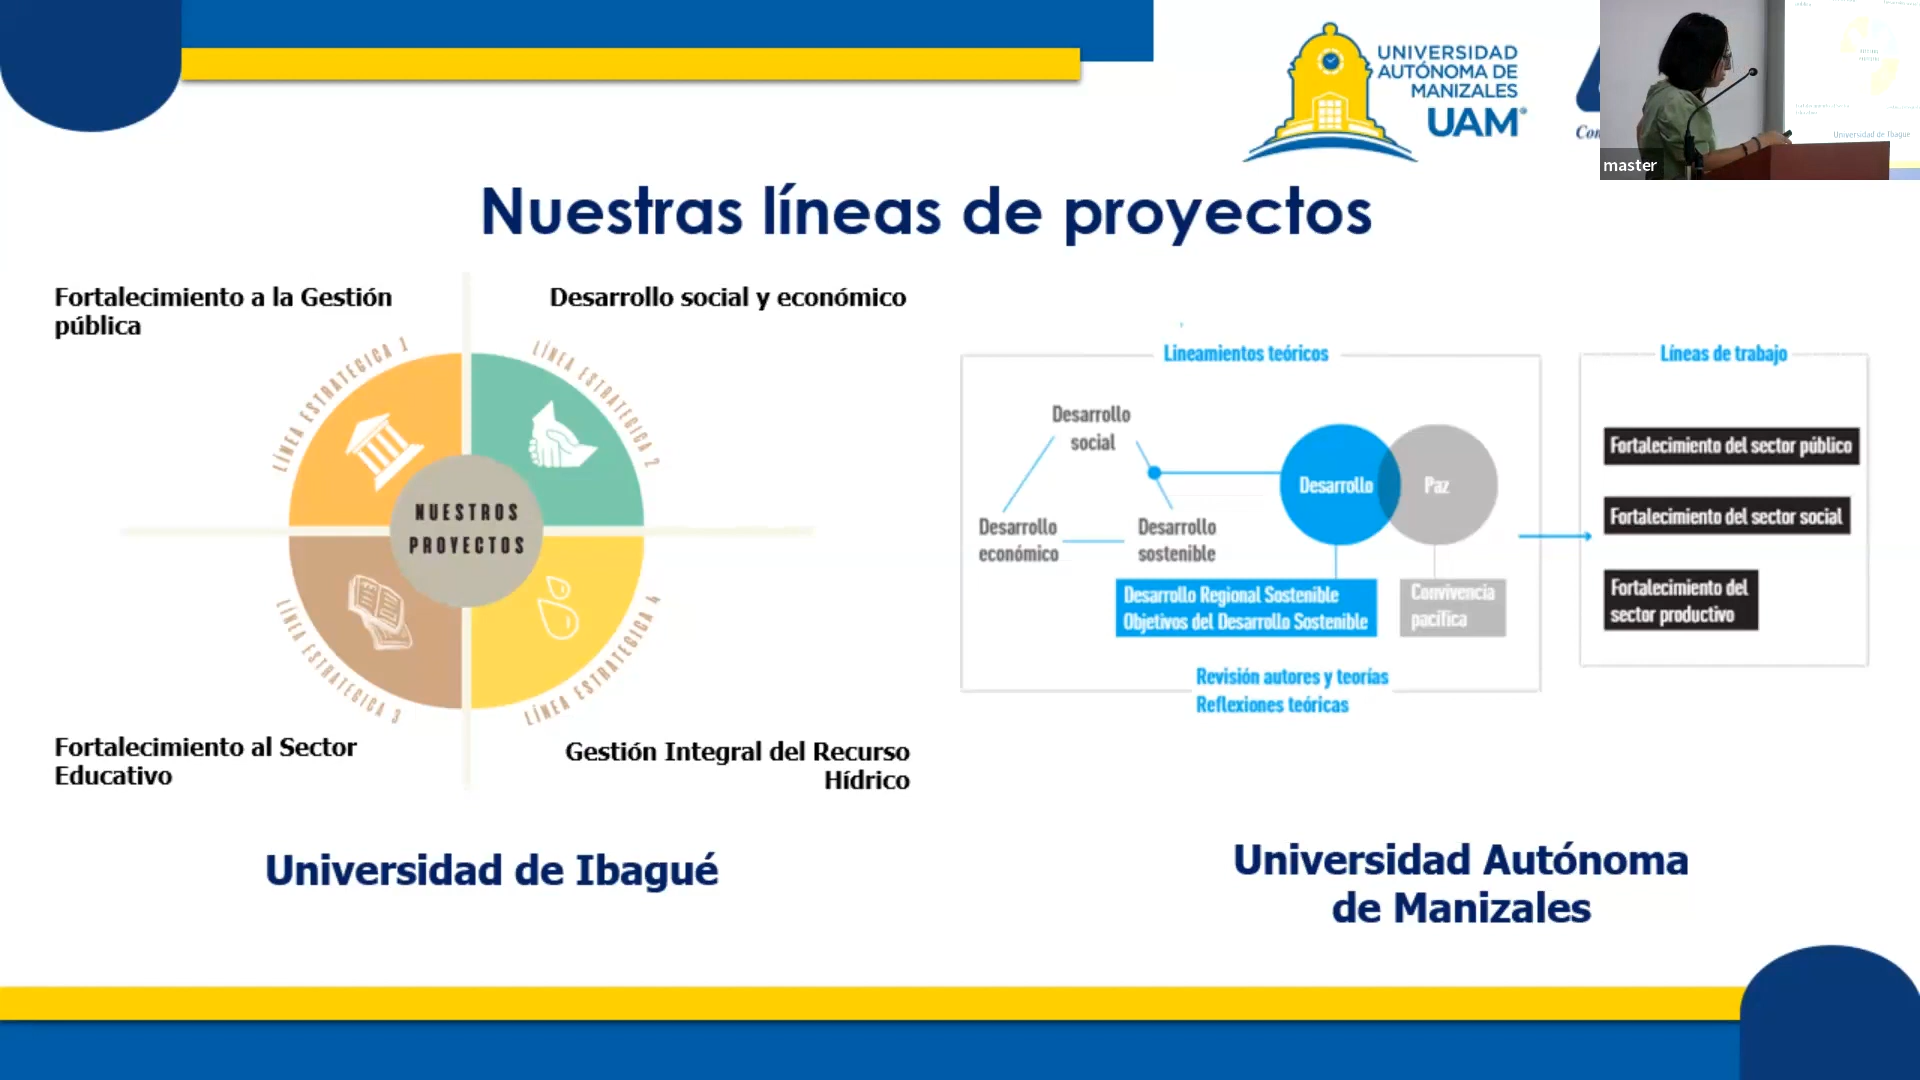 UNIVERSIDAD
AUTÓNOMA DE
MANIZALES
UAM®
master
Nuestras líneas de proyectos
Fortalecimiento a la Gestión
pública
Desarrollo social y económico
LÍNEA ESTRATEGICA 1
LÍNEA ESTRATEGICA 2
NUESTROS
PROYECTOS
LÍNEA ESTRATEGICA 3
LÍNEA ESTRATEGICA 4
Fortalecimiento al Sector
Educativo
Gestión Integral del Recurso
Hídrico
Universidad de Ibagué
Lineamientos teóricos
Desarrollo
social
Desarrollo
económico
Desarrollo
sostenible
Desarrollo
Paz
Desarrollo Regional Sostenible
Objetivos del Desarrollo Sostenible
Convivencia
pacífica
Revisión autores y teorías
Reflexiones teóricas
Líneas de trabajo
Fortalecimiento del sector público
Fortalecimiento del sector social
Fortalecimiento del
sector productivo
Universidad Autónoma
de Manizales
Universidad de Ibagué